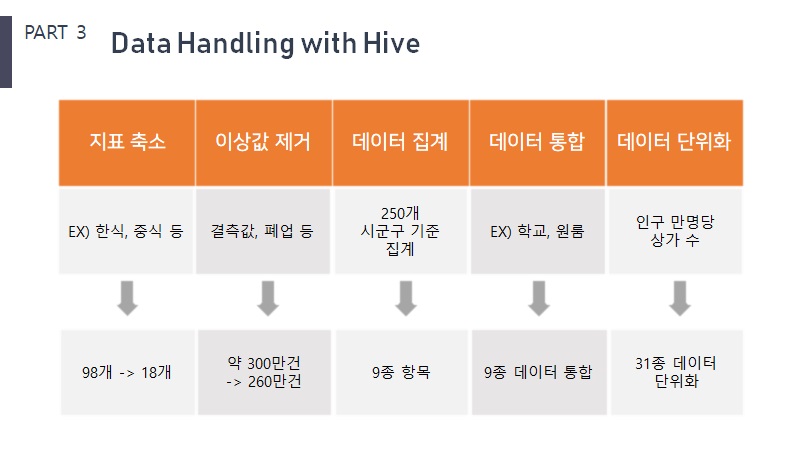 PART 3
Data Handling with Hive
지표 축소
이상값 제거
데이터 집계
데이터 통합
데이터 단위화
EX) 한식, 중식 등
결측값, 폐업 등
250개
시군구 기준
집계
EX) 학교, 원룸
인구 만명당
상가 수
98개 -> 18개
약 300만건
-> 260만건
9종 항목
9종 데이터 통합
31종 데이터
단위화